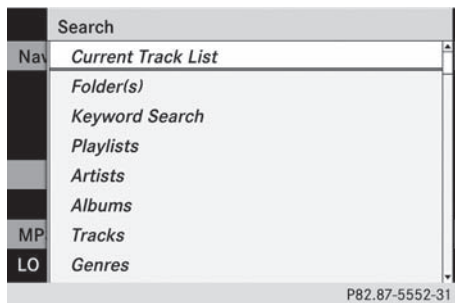 Search
Nav
Current Track List
Folder(s)
Keyword Search
Playlists
Artists
Albums
MP
Tracks
LO
Genres
P82.87-5552-31